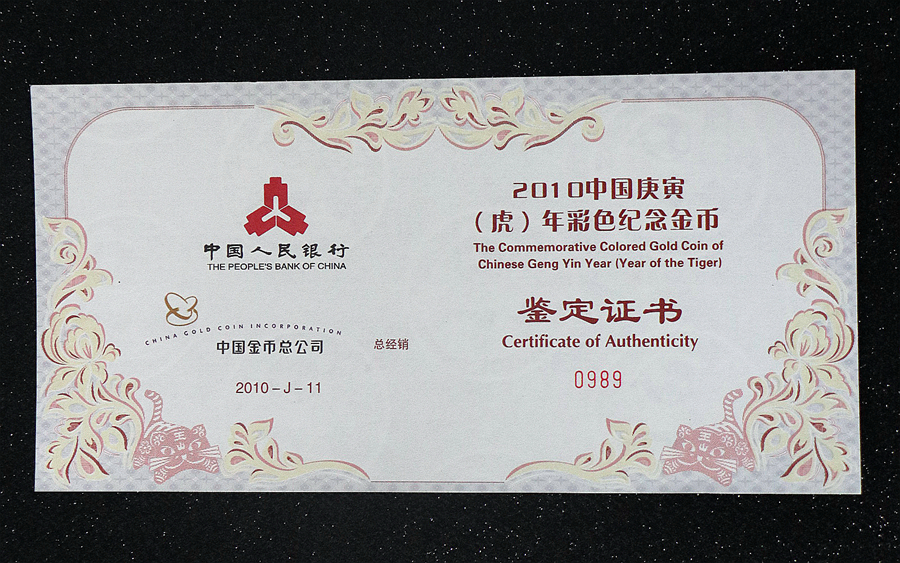 中国人民银行
THE PEOPLE'S BANK OF CHINA
CHINA GOLD COIN INCORPORATION
中国金币总公司
总经销
2010-J-11
2010中国庚寅
（虎）年彩色纪念金币
The Commemorative Colored Gold Coin of
Chinese Geng Yin Year (Year of the Tiger)
鉴定证书
Certificate of Authenticity
0989
王
王